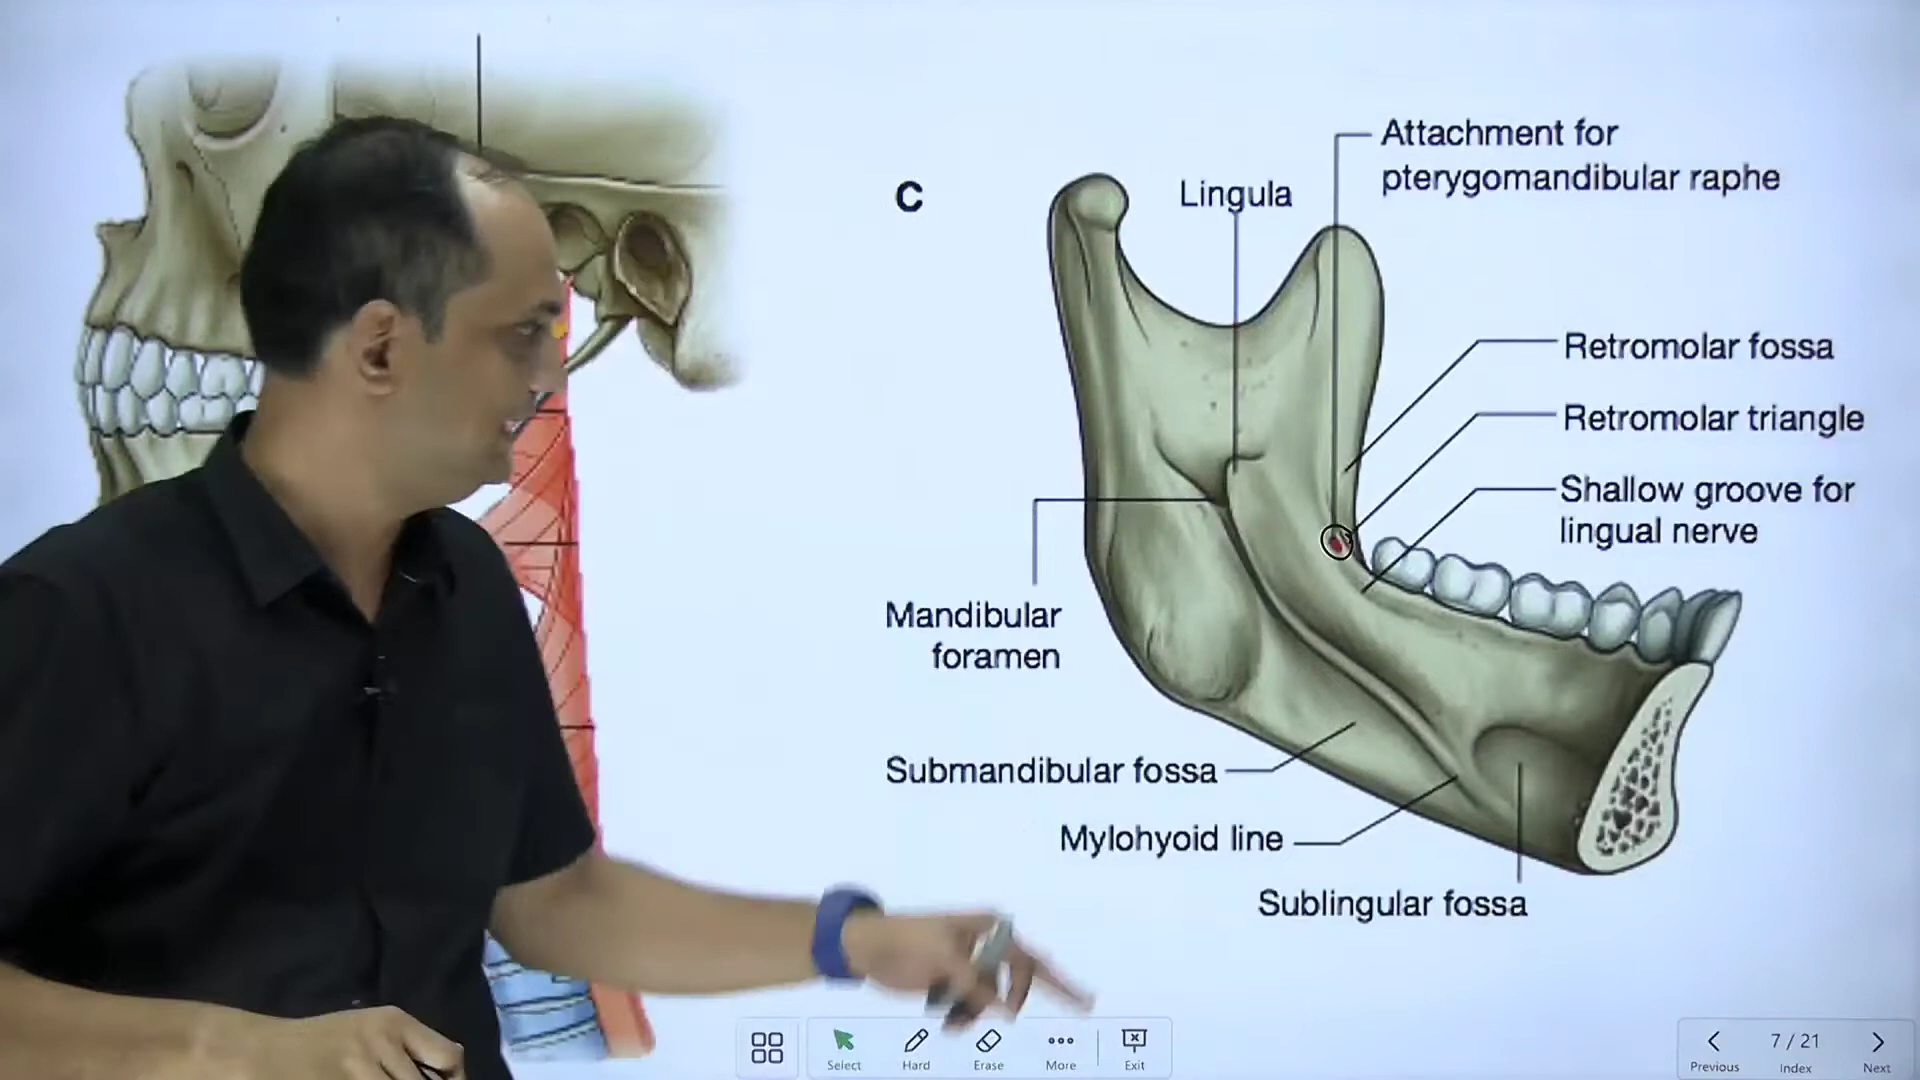 C
Lingula
Attachment for
pterygomandibular raphe
Retromolar fossa
Retromolar triangle
Shallow groove for
lingual nerve
Mandibular
foramen
Submandibular fossa
Mylohyoid line
Sublingular fossa
Select
Hard
Erase
More
Exit
Previous
7 / 21
Index
Next